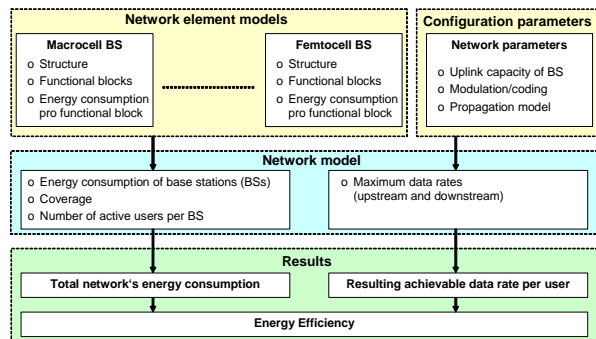 Network element models
Macrocell BS
o Structure
o Functional blocks
o Energy consumption
pro functional block
Femtocell BS
o Structure
o Functional blocks
o Energy consumption
pro functional block
Configuration parameters
Network parameters
o Uplink capacity of BS
o Modulation/coding
o Propagation model
Network model
o Energy consumption of base stations (BSs)
o Coverage
o Number of active users per BS
o Maximum data rates
(upstream and downstream)
Results
Total network's energy consumption
Resulting achievable data rate per user
Energy Efficiency